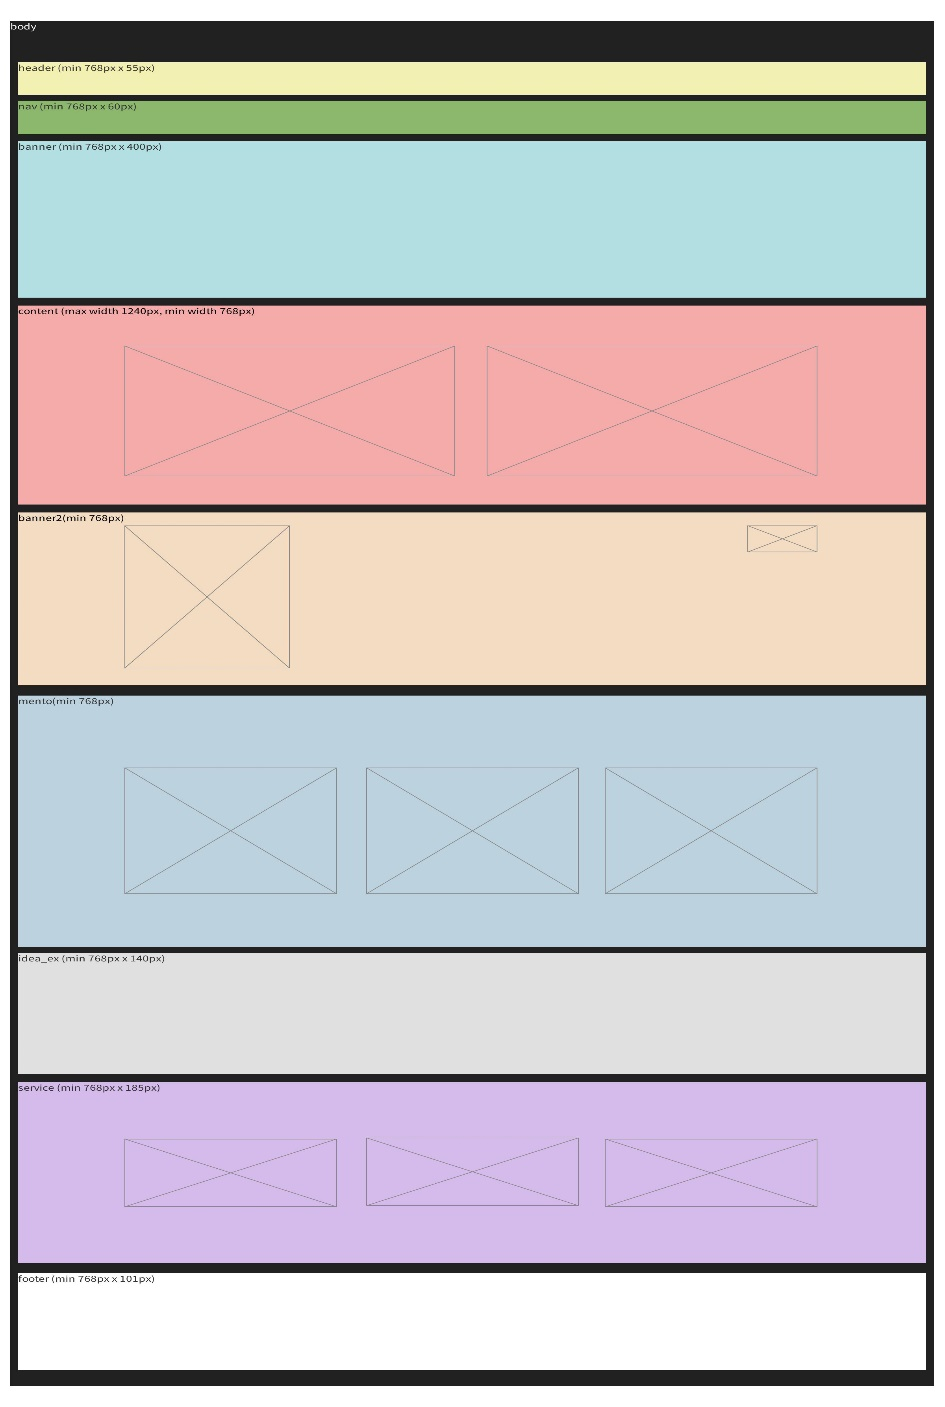 body
header (min 768px x 55px)
nav (min 768px x 60px)
banner (min 768px x 400px)
content (max width 1240px, min width 768px)
banner2(min 768px)
mento(min 768px)
idea_ex (min 768px x 140px)
service (min 768px x 185px)
footer (min 768px x 101px)